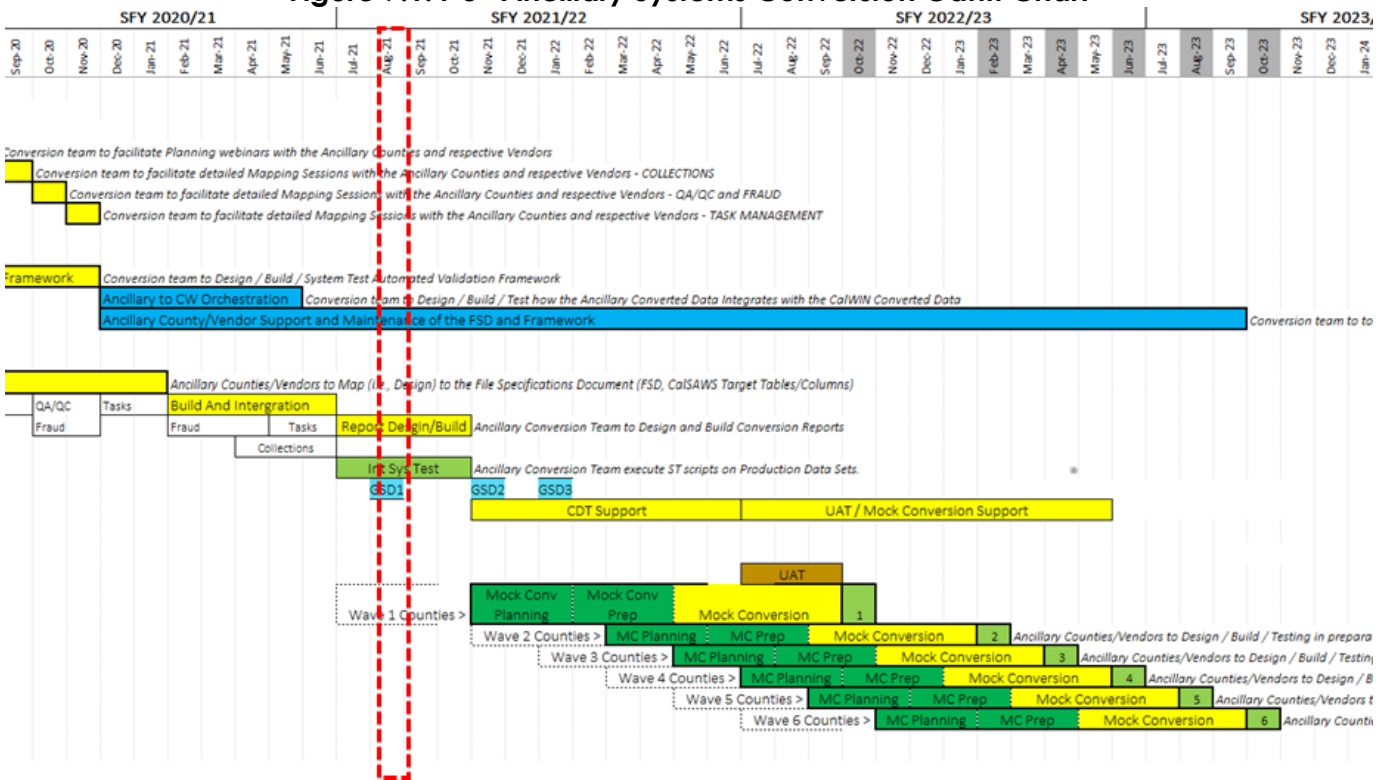 SFY 2020/21 SFY 2021/22 SFY 2022/23 SFY 2023/
Sep-20 Oct-20 Nov-20 Dec-20 Jan-21 Feb-21 Mar-21 Apr-21 May-21 Jun-21 Jul-21 Aug-21 Sep-21 Oct-21 Nov-21 Dec-21 Jan-22 Feb-22 Mar-22 Apr-22 May-22 Jun-22 Jul-22 Aug-22 Sep-22 Oct-22 Nov-22 Dec-22 Jan-23 Feb-23 Mar-23 Apr-23 May-23 Jun-23 Jul-23 Aug-23 Sep-23 Oct-23 Nov-23 Dec-23 Jan-24
Conversion team to facilitate Planning webinars with the Ancillary Counties and respective Vendors
Conversion team to facilitate detailed Mapping Sessions with the Ancillary Counties and respective Vendors - COLLECTIONS
Conversion team to facilitate detailed Mapping Sessions with the Ancillary Counties and respective Vendors - QA/QC and FRAUD
Conversion team to facilitate detailed Mapping Sessions with the Ancillary Counties and respective Vendors - TASK MANAGEMENT
Framework Conversion team to Design / Build / System Test Automated Validation Framework
Ancillary to CW Orchestration Conversion team to Design / Build / Test how the Ancillary Converted Data Integrates with the CalWIN Converted Data
Ancillary County/Vendor Support and Maintenance of the FSD and Framework Conversion team to to
Ancillary Counties/Vendors to Map (i.e., Design) to the File Specifications Document (FSD, CalSAWS Target Tables/Columns)
QA/QC Tasks Build And Intergration
Fraud Fraud Tasks Report Desgin/Build Ancillary Conversion Team to Design and Build Conversion Reports
Collections
Int Sys Test Ancillary Conversion Team execute ST scripts on Production Data Sets.
GSD1 GSD2 GSD3
CDT Support UAT / Mock Conversion Support
UAT
Mock Conv Mock Conv
Wave 1 Counties > Planning Prep Mock Conversion 1
Wave 2 Counties > MC Planning MC Prep Mock Conversion 2 Ancillary Counties/Vendors to Design / Build / Testing in prepara
Wave 3 Counties > MC Planning MC Prep Mock Conversion 3 Ancillary Counties/Vendors to Design / Build / Testing
Wave 4 Counties > MC Planning MC Prep Mock Conversion 4 Ancillary Counties/Vendors to Design / B
Wave 5 Counties > MC Planning MC Prep Mock Conversion 5 Ancillary Counties/Vendors t
Wave 6 Counties > MC Planning MC Prep Mock Conversion 6 Ancillary Counti